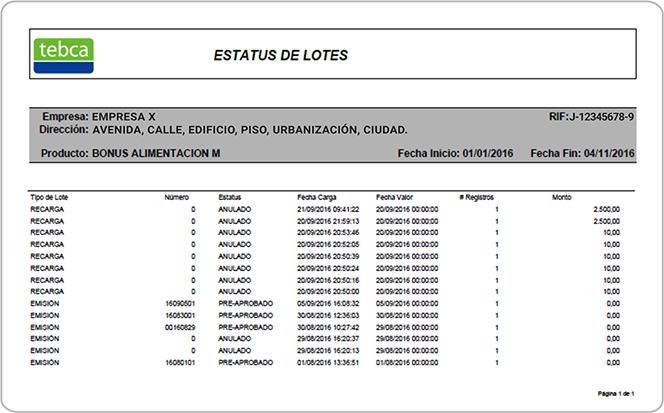 tebca
ESTATUS DE LOTES
Empresa: EMPRESA X RIF:J-12345678-9
Dirección: AVENIDA, CALLE, EDIFICIO, PISO, URBANIZACIÓN, CIUDAD.
Producto: BONUS ALIMENTACION M Fecha Inicio: 01/01/2016 Fecha Fin: 04/11/2016
Tipo de Lote Número Estatus Fecha Carga Fecha Valor # Registros Monto
RECARGA 0 ANULADO 21/09/2016 09:41:22 20/09/2016 00:00:00 1 2.500,00
RECARGA 0 ANULADO 20/09/2016 21:59:13 20/09/2016 00:00:00 1 2.500,00
RECARGA 0 ANULADO 20/09/2016 20:53:46 20/09/2016 00:00:00 1 10,00
RECARGA 0 ANULADO 20/09/2016 20:52:05 20/09/2016 00:00:00 1 10,00
RECARGA 0 ANULADO 20/09/2016 20:50:39 20/09/2016 00:00:00 1 10,00
RECARGA 0 ANULADO 20/09/2016 20:50:24 20/09/2016 00:00:00 1 10,00
RECARGA 0 ANULADO 20/09/2016 20:50:16 20/09/2016 00:00:00 1 10,00
RECARGA 0 ANULADO 20/09/2016 20:50:00 20/09/2016 00:00:00 1 10,00
EMISIÓN 16090501 PRE-APROBADO 05/09/2016 16:08:32 05/09/2016 00:00:00 1 0,00
EMISIÓN 16083001 PRE-APROBADO 30/08/2016 12:36:03 30/08/2016 00:00:00 1 0,00
EMISIÓN 00160829 PRE-APROBADO 30/08/2016 10:27:42 29/08/2016 00:00:00 1 0,00
EMISIÓN 0 ANULADO 29/08/2016 16:20:37 29/08/2016 00:00:00 1 0,00
EMISIÓN 0 ANULADO 29/08/2016 16:20:13 29/08/2016 00:00:00 1 0,00
EMISIÓN 16080101 PRE-APROBADO 01/08/2016 13:36:51 01/08/2016 00:00:00 1 0,00
Página 1 de 1